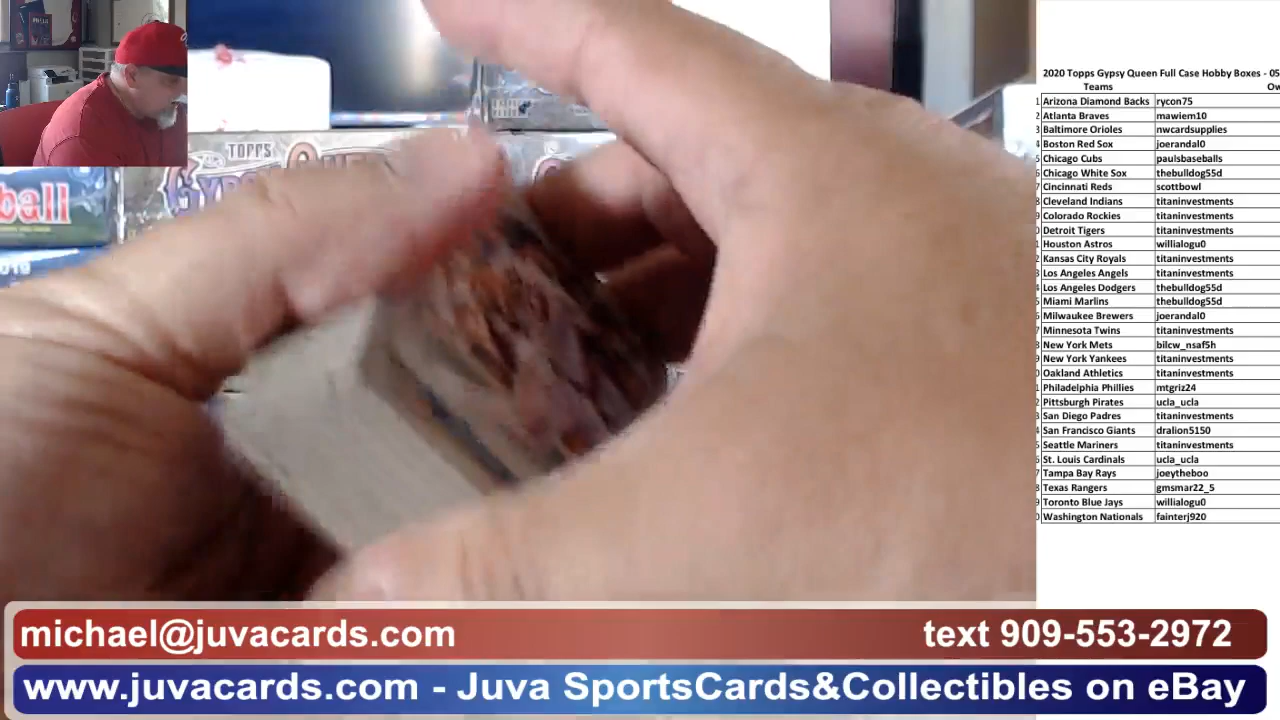 2020 Topps Gypsy Queen Full Case Hobby Boxes - 05
Teams Ow
Arizona Diamond Backs rycon75
Atlanta Braves mawiem10
Baltimore Orioles nwcardsupplies
Boston Red Sox joerandal0
Chicago Cubs paulsbaseballs
Chicago White Sox thebulldog55d
Cincinnati Reds scottbowl
Cleveland Indians titaninvestments
Colorado Rockies titaninvestments
Detroit Tigers titaninvestments
Houston Astros willialogu0
Kansas City Royals titaninvestments
Los Angeles Angels titaninvestments
Los Angeles Dodgers thebulldog55d
Miami Marlins thebulldog55d
Milwaukee Brewers joerandal0
Minnesota Twins titaninvestments
New York Mets bilcw_nsaf5h
New York Yankees titaninvestments
Oakland Athletics titaninvestments
Philadelphia Phillies mtgriz24
Pittsburgh Pirates ucla_ucla
San Diego Padres titaninvestments
San Francisco Giants dralion5150
Seattle Mariners titaninvestments
St. Louis Cardinals ucla_ucla
Tampa Bay Rays joeytheboo
Texas Rangers gmsmar22_5
Toronto Blue Jays willialogu0
Washington Nationals fainterj920
TOPPS
ball
michael@juvacards.com
text 909-553-2972
www.juvacards.com - Juva SportsCards&Collectibles on eBay